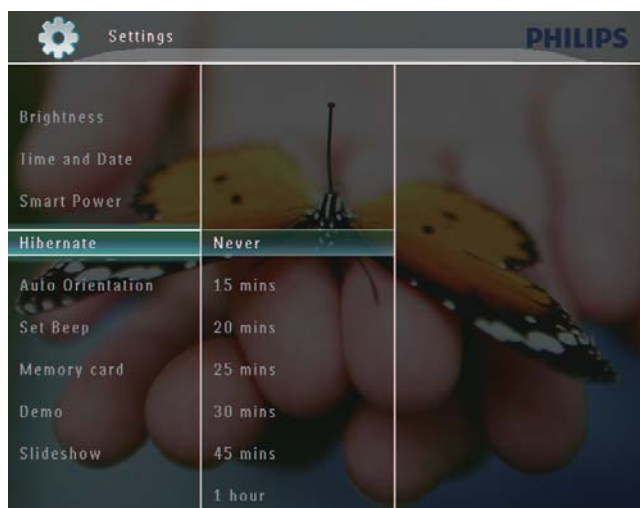 Settings
PHILIPS
Brightness
Time and Date
Smart Power
Hibernate
Auto Orientation
Set Beep
Memory card
Demo
Slideshow
Never
15 mins
20 mins
25 mins
30 mins
45 mins
1 hour